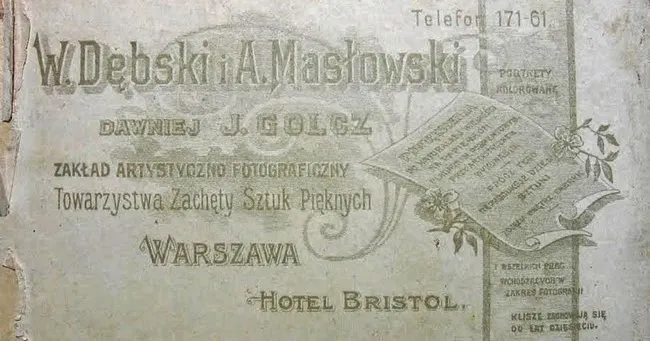 Telefon 171-61.
W. Dębski i A. Masłowski
DAWNIEJ J. GOLCZ
ZAKŁAD ARTYSTYCZNO FOTOGRAFICZNY
Towarzystwa Zachęty Sztuk Pięknych
WARSZAWA
HOTEL BRISTOL.
PORTRETY
KOLOROWANE
I WSZELKICH PRAC
WCHODZĄCYCH W
ZAKRES FOTOGRAFII
KLISZE ZACHOWUJĄ SIĘ
DO LAT DZIESIĘCIU.